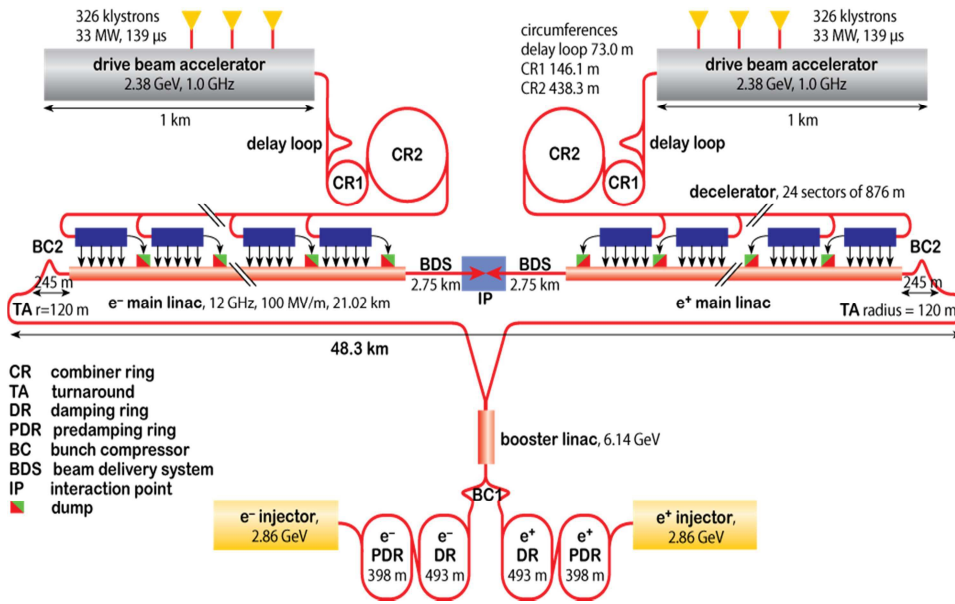 326 klystrons
33 MW, 139 µs
drive beam accelerator
2.38 GeV, 1.0 GHz
1 km
delay loop
CR1
CR2
circumferences
delay loop 73.0 m
CR1 146.1 m
CR2 438.3 m
326 klystrons
33 MW, 139 µs
drive beam accelerator
2.38 GeV, 1.0 GHz
1 km
delay loop
CR2
CR1
decelerator, 24 sectors of 876 m
BC2
BC2
245 m
245 m
BDS
2.75 km
IP
BDS
2.75 km
TA r=120 m
e⁻ main linac, 12 GHz, 100 MV/m, 21.02 km
e⁺ main linac
TA radius = 120 m
48.3 km
CR combiner ring
TA turnaround
DR damping ring
PDR predamping ring
BC bunch compressor
BDS beam delivery system
IP interaction point
dump
booster linac, 6.14 GeV
BC1
e⁻ injector,
2.86 GeV
e⁻
PDR
398 m
e⁻
DR
493 m
e⁺
DR
493 m
e⁺
PDR
398 m
e⁺ injector,
2.86 GeV